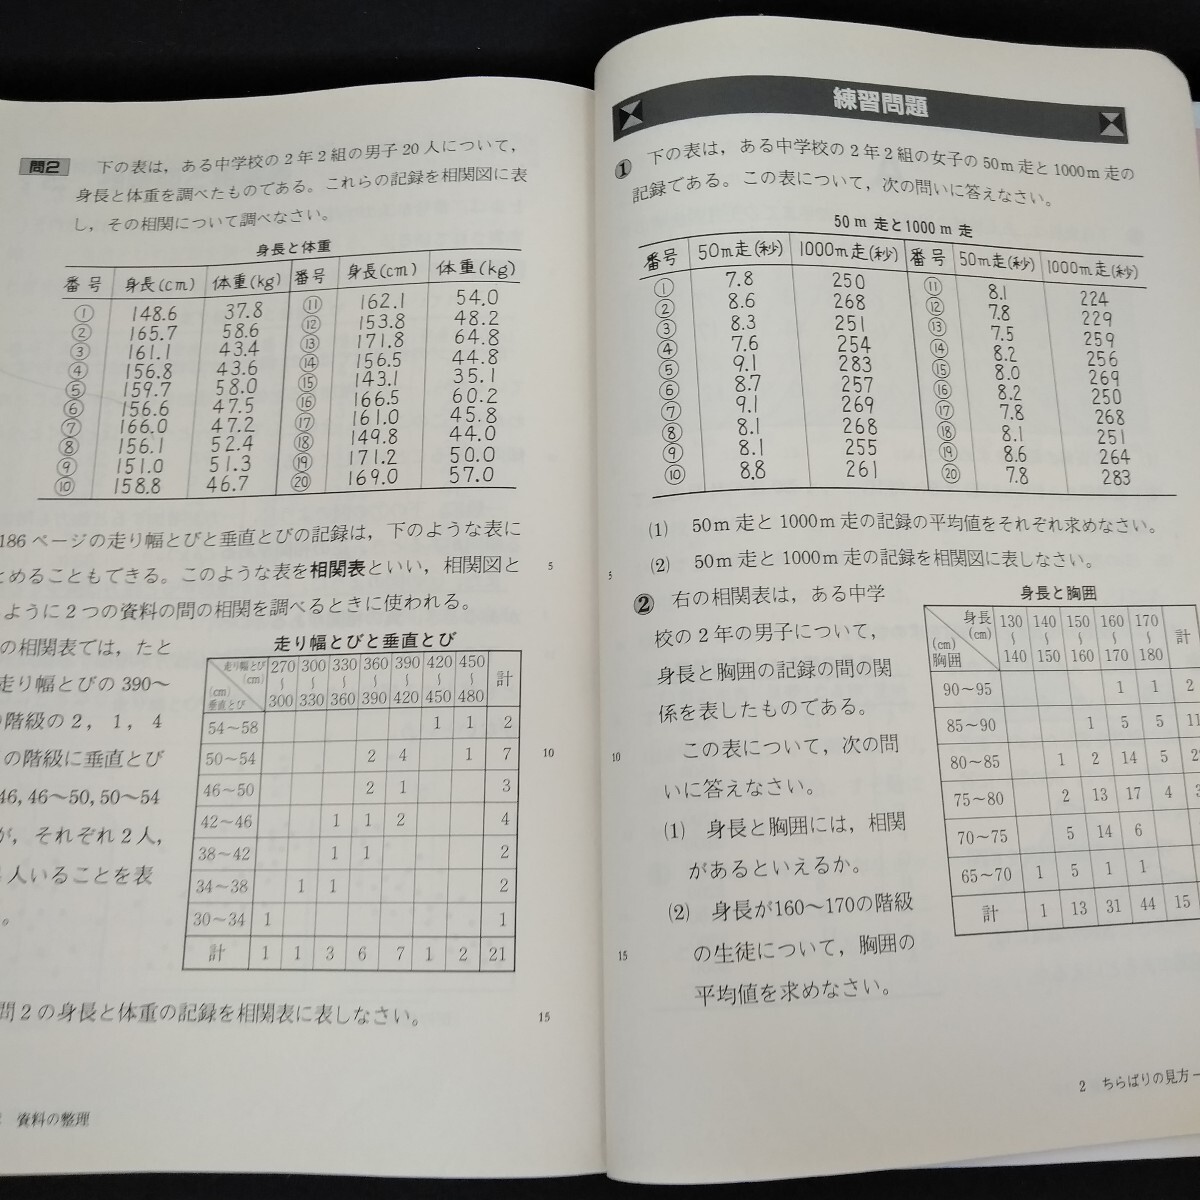 問2 下の表は，ある中学校の2年2組の男子20人について，
身長と体重を調べたものである。これらの記録を相関図に表
し，その相関について調べなさい。
身長と体重
番号 身長(cm) 体重(kg) 番号 身長(cm) 体重(kg)
① 148.6 37.8 ⑪ 162.1 54.0
② 165.7 58.6 ⑫ 153.8 48.2
③ 161.1 43.4 ⑬ 171.8 64.8
④ 156.8 43.6 ⑭ 156.5 44.8
⑤ 159.7 58.0 ⑮ 143.1 35.1
⑥ 156.6 47.5 ⑯ 166.5 60.2
⑦ 166.0 47.2 ⑰ 161.0 45.8
⑧ 156.1 52.4 ⑱ 149.8 44.0
⑨ 151.0 51.3 ⑲ 171.2 50.0
⑩ 158.8 46.7 ⑳ 169.0 57.0
186ページの走り幅とびと垂直とびの記録は，下のような表に
とめることもできる。このような表を相関表といい，相関図と
ように2つの資料の間の相関を調べるときに使われる。
5
の相関表では，たと
走り幅とびの390～
階級の2，1，4
の階級に垂直とび
46，46～50，50～54
が，それぞれ2人，
人いることを表
。
10
走り幅とびと垂直とび
走り幅とび(cm) (cm)垂直とび 270～300 300～330 330～360 360～390 390～420 420～450 450～480 計
54～58 1 1 2
50～54 2 4 1 7
46～50 2 1 3
42～46 1 1 2 4
38～42 1 1 2
34～38 1 1 2
30～34 1 1
計 1 1 3 6 7 1 2 21
問2の身長と体重の記録を相関表に表しなさい。
15
資料の整理
練習問題
1 下の表は，ある中学校の2年2組の女子の50m走と1000m走の
記録である。この表について，次の問いに答えなさい。
50m走と1000m走
番号 50m走(秒) 1000m走(秒) 番号 50m走(秒) 1000m走(秒)
① 7.8 250 ⑪ 8.1 224
② 8.6 268 ⑫ 7.8 229
③ 8.3 251 ⑬ 7.5 259
④ 7.6 254 ⑭ 8.2 256
⑤ 9.1 283 ⑮ 8.0 269
⑥ 8.7 257 ⑯ 8.2 250
⑦ 9.1 269 ⑰ 7.8 268
⑧ 8.1 268 ⑱ 8.1 251
⑨ 8.1 255 ⑲ 8.6 264
⑩ 8.8 261 ⑳ 7.8 283
(1) 50m走と1000m走の記録の平均値をそれぞれ求めなさい。
(2) 50m走と1000m走の記録を相関図に表しなさい。
5
2 右の相関表は，ある中学
校の2年の男子について，
身長と胸囲の記録の間の関
係を表したものである。
この表について，次の問
いに答えなさい。
10
(1) 身長と胸囲には，相関
があるといえるか。
(2) 身長が160～170の階級
の生徒について，胸囲の
平均値を求めなさい。
15
身長と胸囲
身長(cm) (cm)胸囲 130～140 140～150 150～160 160～170 170～180 計
90～95 1 1 2
85～90 1 5 5 11
80～85 1 2 14 5 2
75～80 2 13 17 4 3
70～75 5 14 6
65～70 1 5 1 1
計 1 13 31 44 15
2 ちらばりの見方